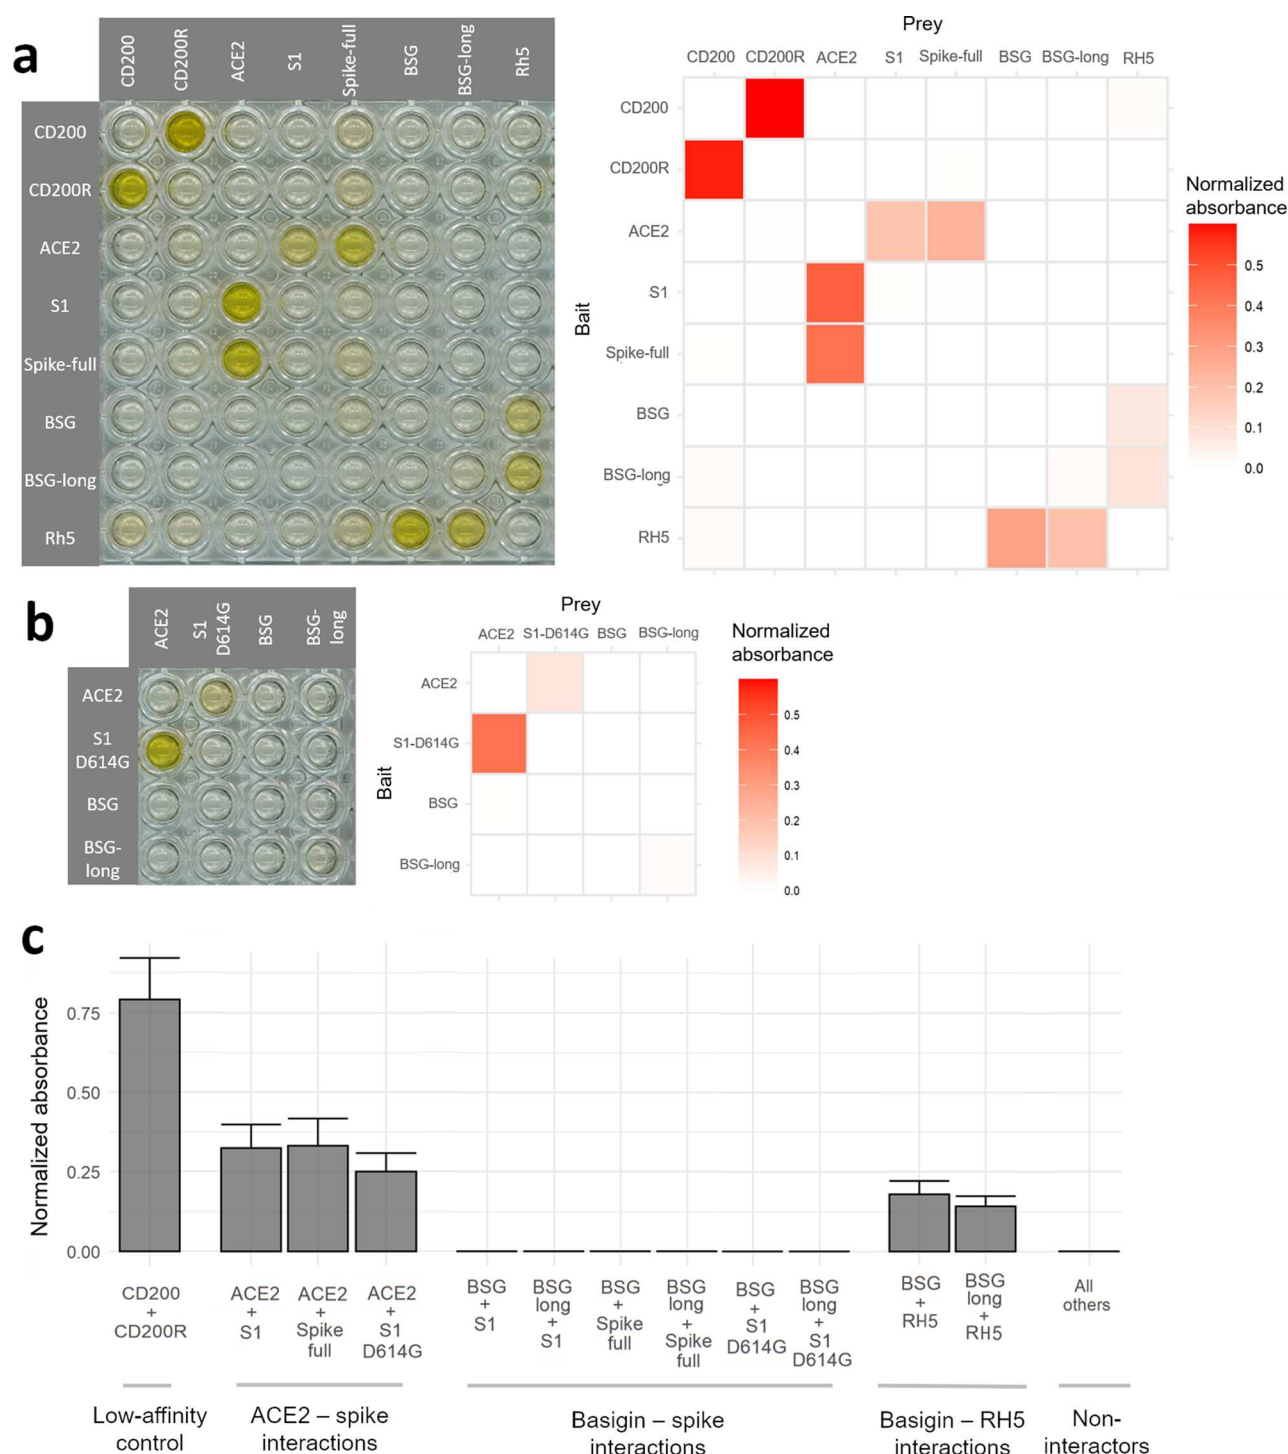 a
CD200
CD200R
ACE2
S1
Spike-full
BSG
BSG-long
Rh5
CD200
CD200R
ACE2
S1
Spike-full
BSG
BSG-long
Rh5
Prey
CD200 CD200R ACE2 S1 Spike-full BSG BSG-long RH5
Bait
CD200
CD200R
ACE2
S1
Spike-full
BSG
BSG-long
RH5
Normalized
absorbance
0.5
0.4
0.3
0.2
0.1
0.0
b
ACE2
S1
D614G
BSG
BSG-
long
ACE2
S1
D614G
BSG
BSG-
long
Prey
ACE2 S1-D614G BSG BSG-long
Bait
ACE2
S1-D614G
BSG
BSG-long
Normalized
absorbance
0.5
0.4
0.3
0.2
0.1
0.0
c
Normalized absorbance
0.75
0.50
0.25
0.00
CD200
+
CD200R
ACE2
+
S1
ACE2
+
Spike
full
ACE2
+
S1
D614G
BSG
+
S1
BSG
long
+
S1
BSG
+
Spike
full
BSG
long
+
Spike
full
BSG
+
S1
D614G
BSG
long
+
S1
D614G
BSG
+
RH5
BSG
long
+
RH5
All
others
Low-affinity
control
ACE2 – spike
interactions
Basigin – spike
interactions
Basigin – RH5
interactions
Non-
interactors